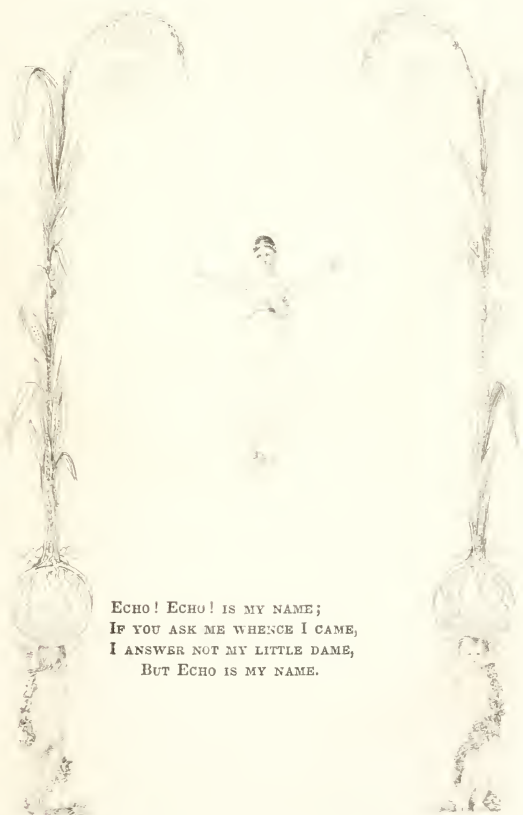 ECHO! ECHO! IS MY NAME;
IF YOU ASK ME WHENCE I CAME,
I ANSWER NOT MY LITTLE DAME,
BUT ECHO IS MY NAME.